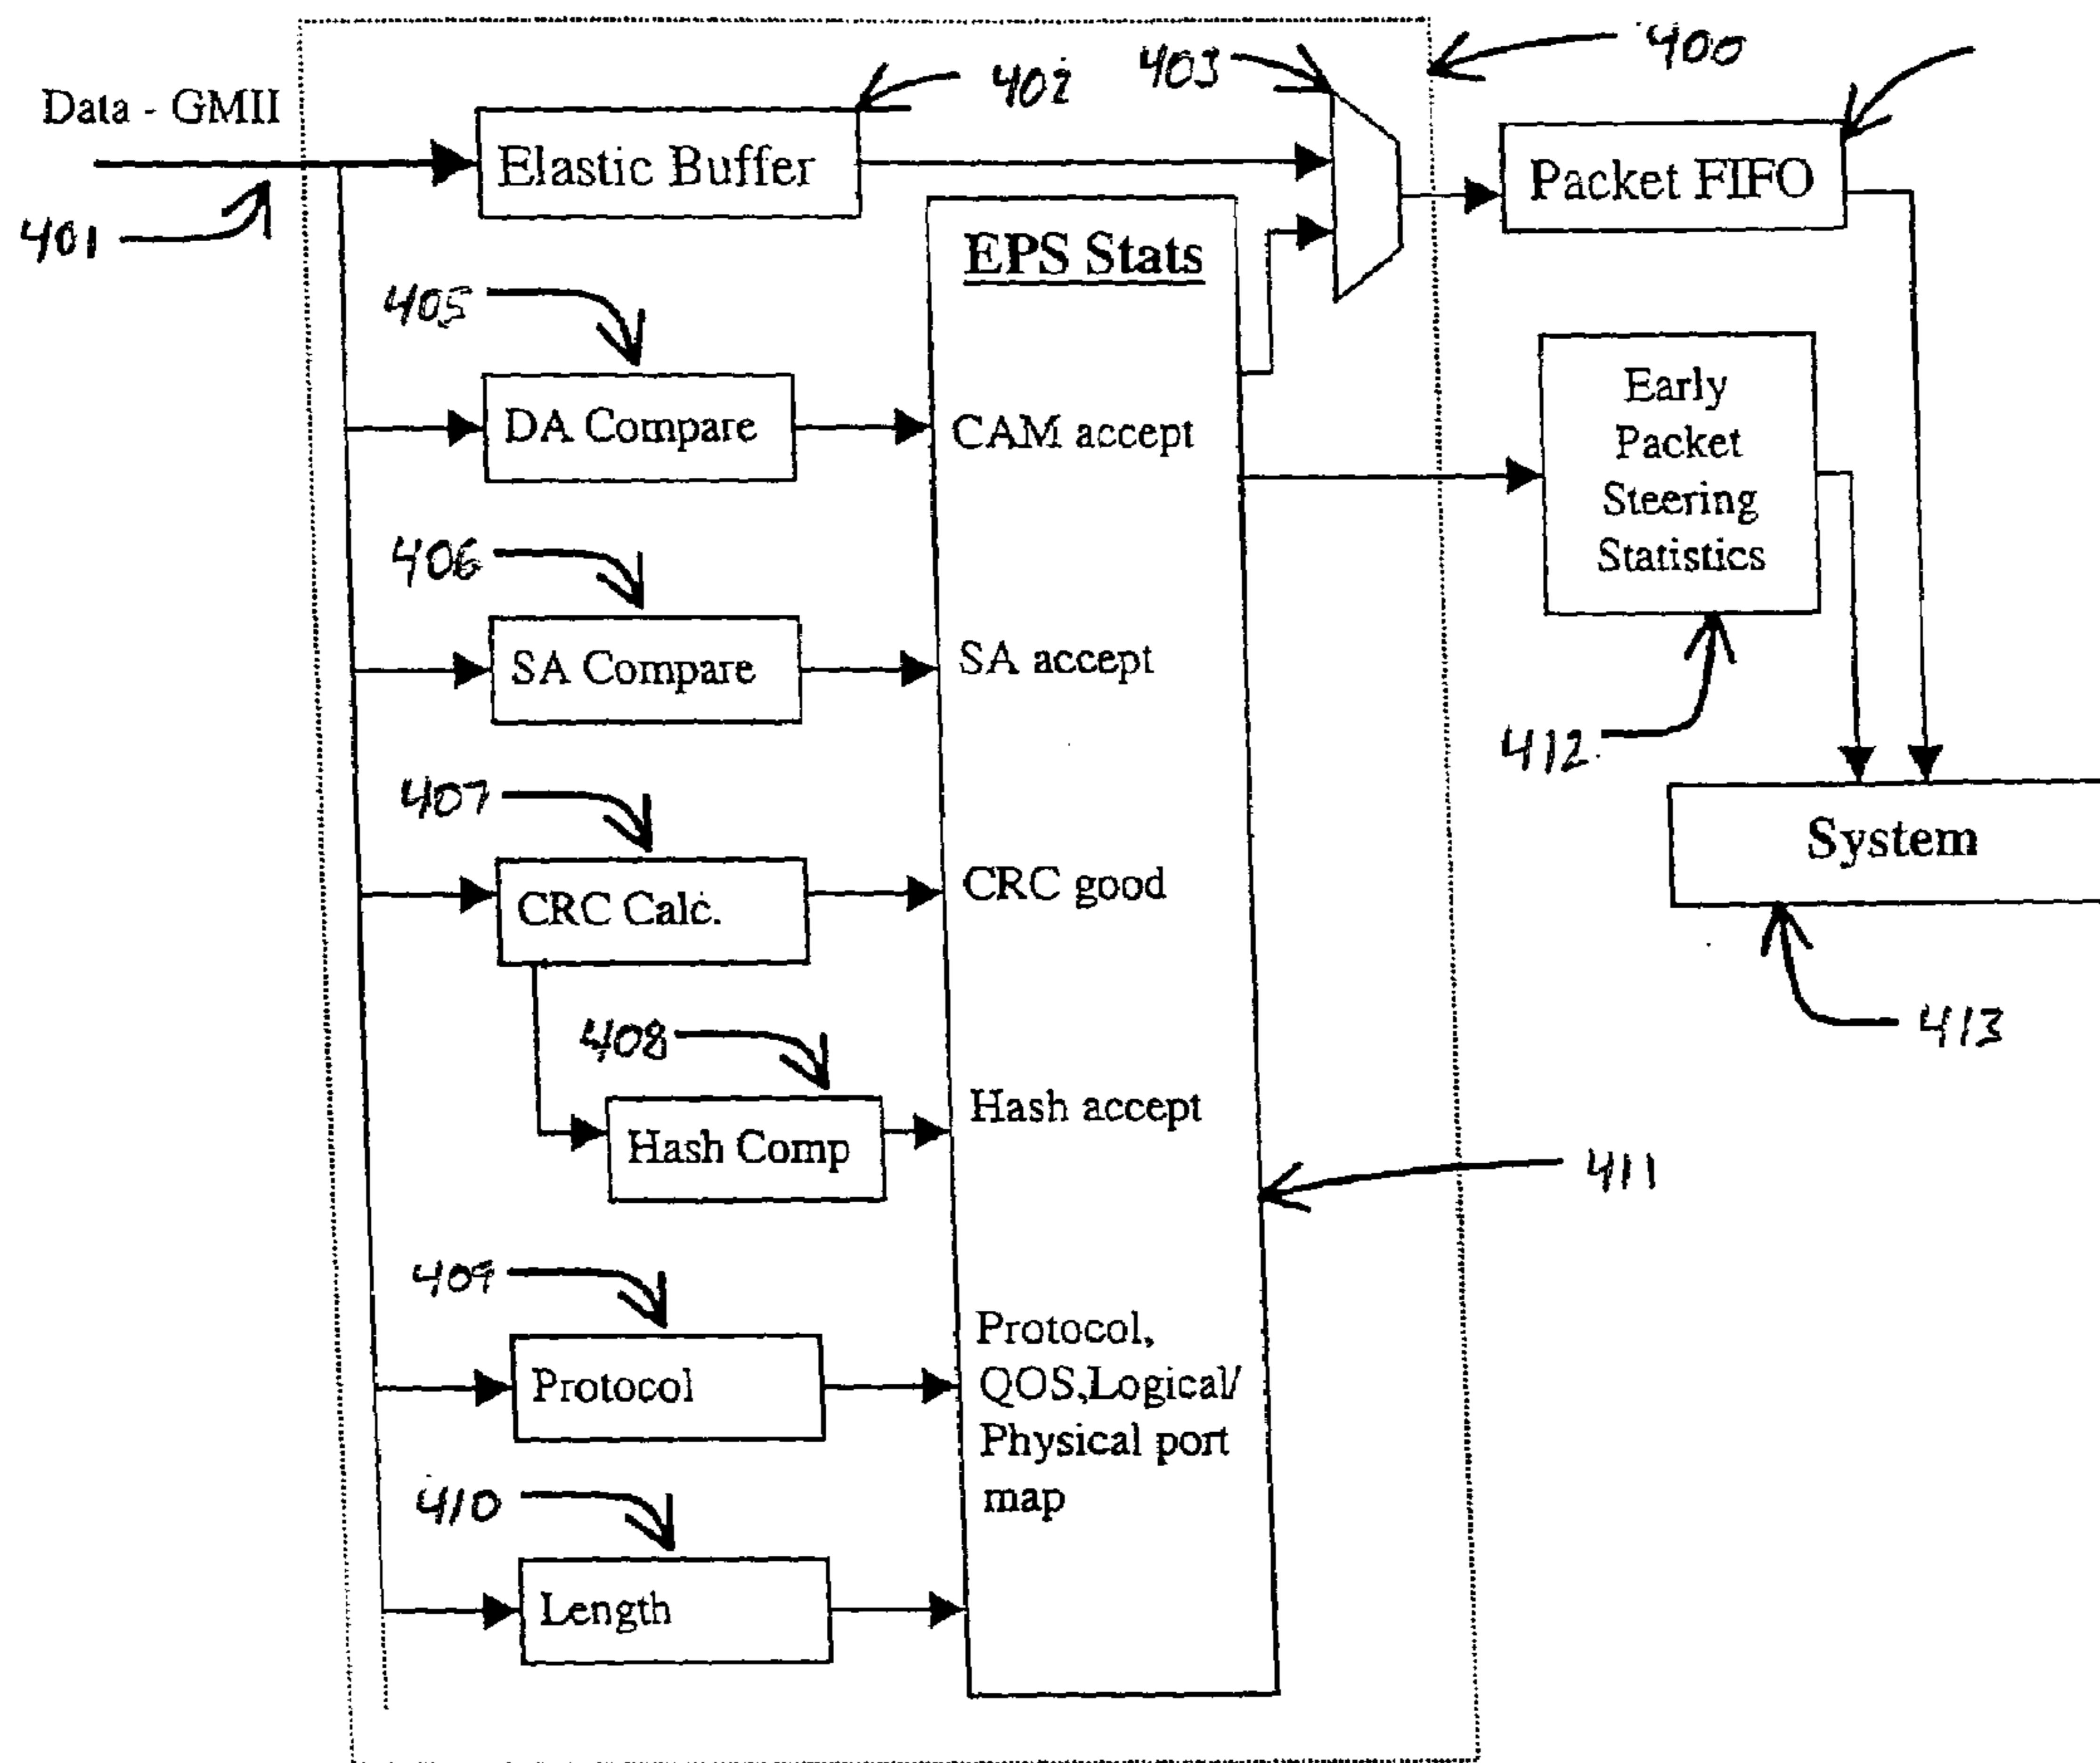 400
403
402
Data - GMII
Elastic Buffer
Packet FIFO
401
EPS Stats
405
DA Compare
CAM accept
Early
Packet
Steering
Statistics
406
SA Compare
SA accept
412
407
CRC Calc.
CRC good
System
413
408
Hash Comp
Hash accept
411
409
Protocol
Protocol,
QOS,Logical/
Physical port
map
410
Length